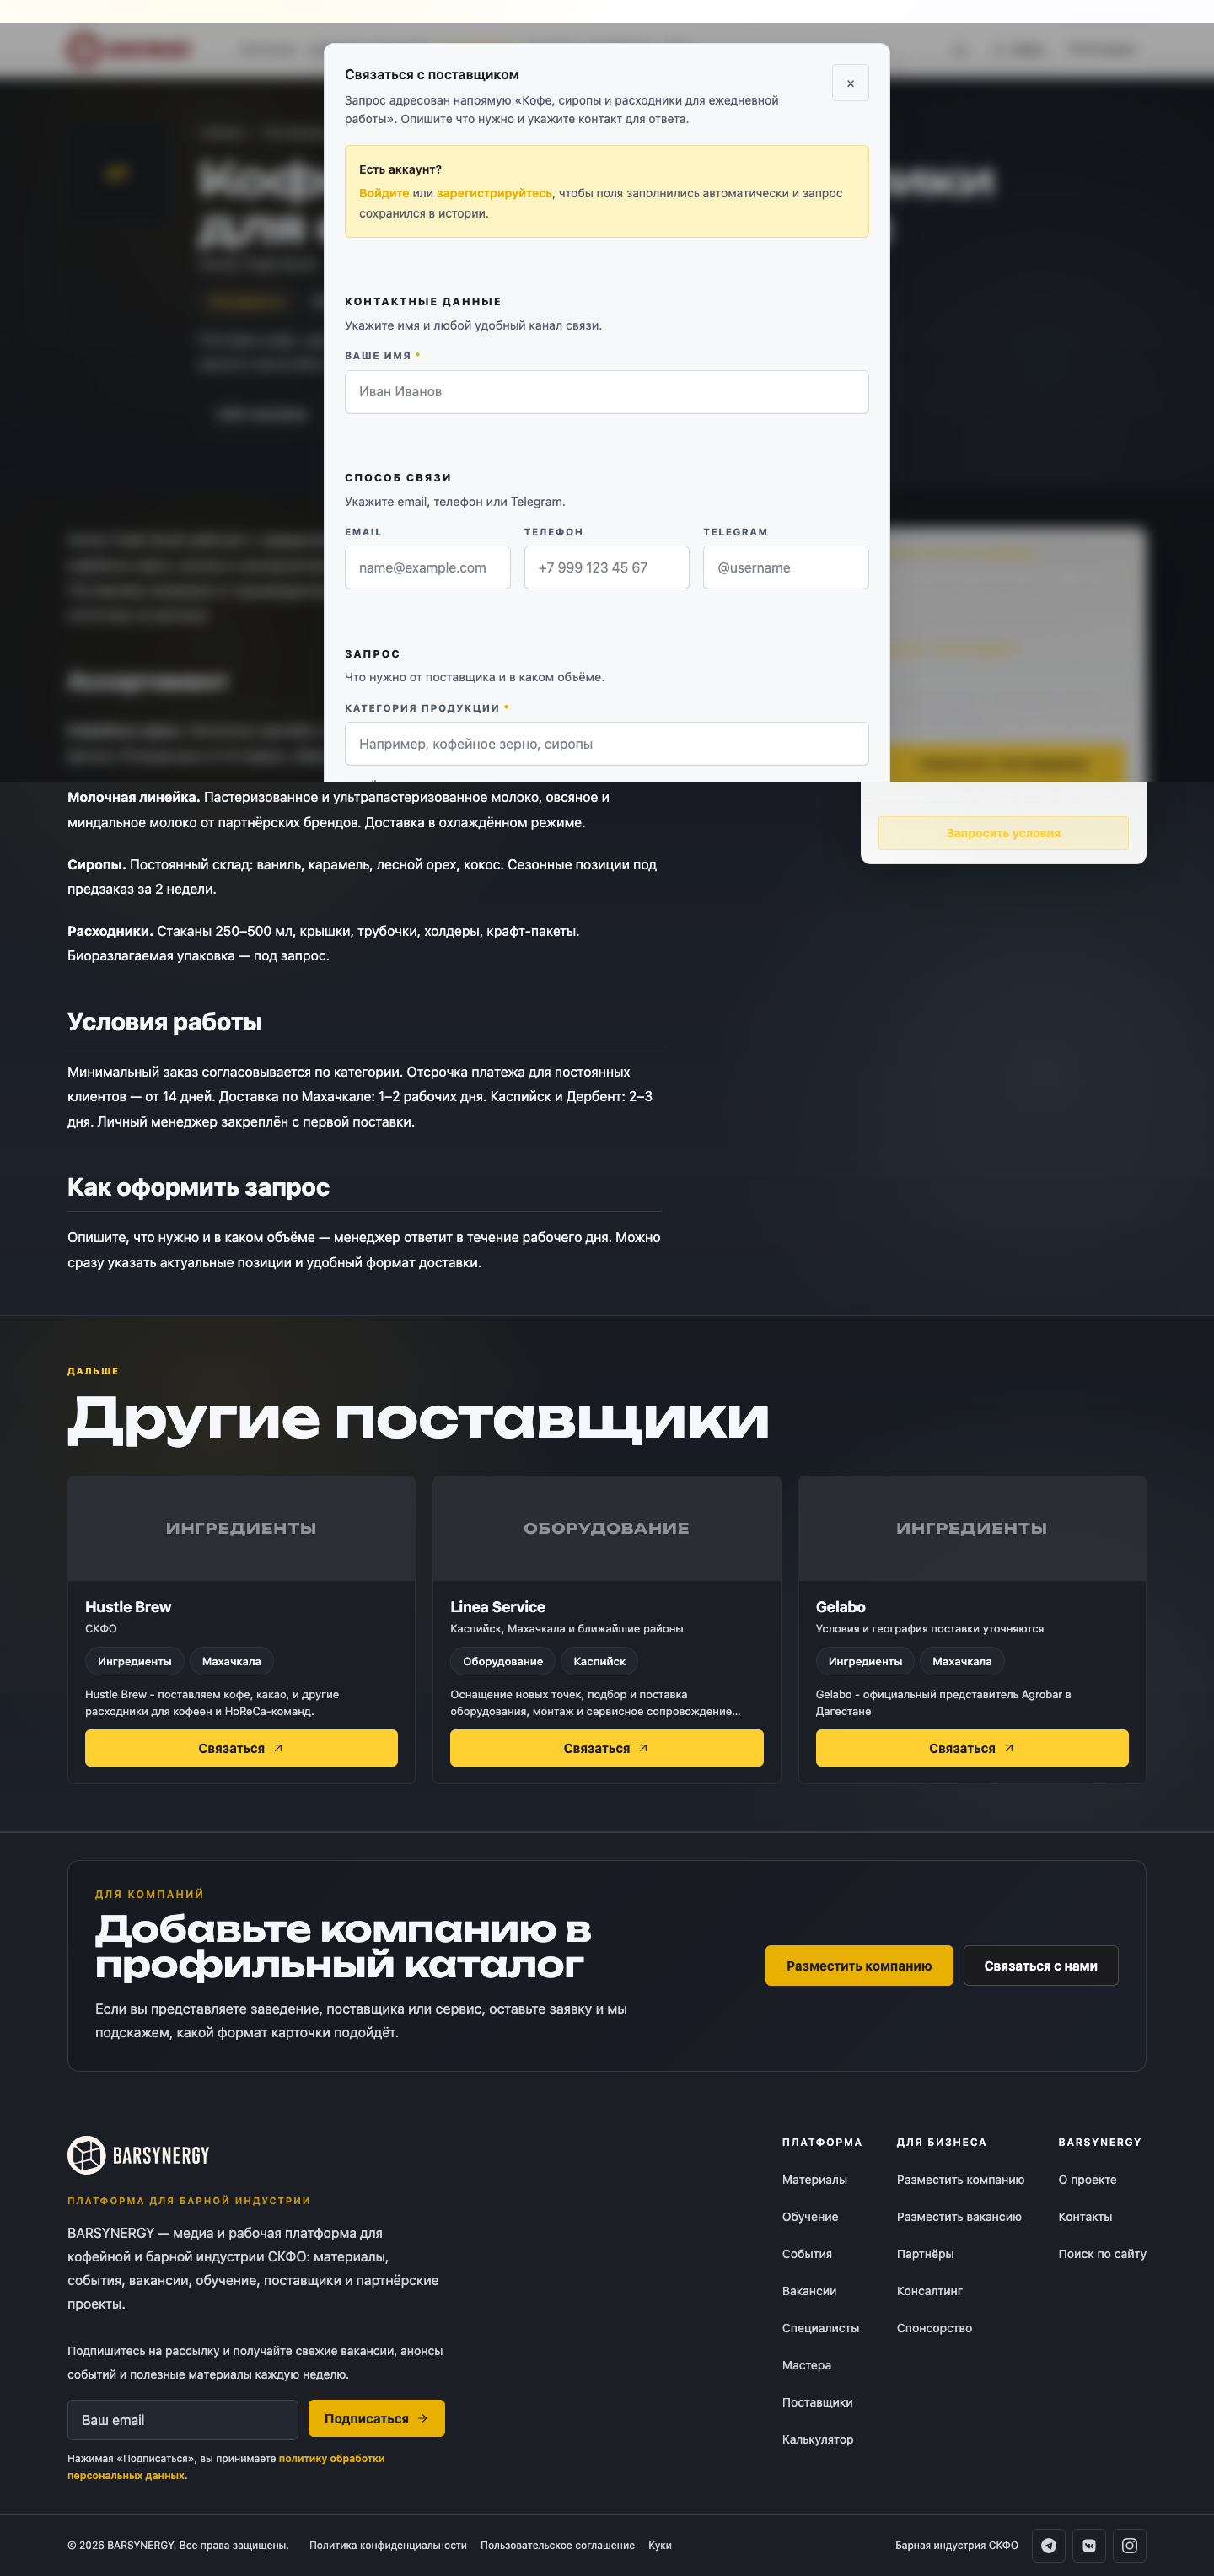 Связаться с поставщиком
Запрос адресован напрямую «Кофе, сиропы и расходники для ежедневной
работы». Опишите что нужно и укажите контакт для ответа.
×
Есть аккаунт?
Войдите или зарегистрируйтесь, чтобы поля заполнились автоматически и запрос
сохранился в истории.
КОНТАКТНЫЕ ДАННЫЕ
Укажите имя и любой удобный канал связи.
ВАШЕ ИМЯ *
Иван Иванов
СПОСОБ СВЯЗИ
Укажите email, телефон или Telegram.
EMAIL
ТЕЛЕФОН
TELEGRAM
name@example.com
+7 999 123 45 67
@username
ЗАПРОС
Что нужно от поставщика и в каком объёме.
КАТЕГОРИЯ ПРОДУКЦИИ *
Например, кофейное зерно, сиропы
Молочная линейка. Пастеризованное и ультрапастеризованное молоко, овсяное и
миндальное молоко от партнёрских брендов. Доставка в охлаждённом режиме.
Запросить условия
Сиропы. Постоянный склад: ваниль, карамель, лесной орех, кокос. Сезонные позиции под
предзаказ за 2 недели.
Расходники. Стаканы 250–500 мл, крышки, трубочки, холдеры, крафт-пакеты.
Биоразлагаемая упаковка — под запрос.
Условия работы
Минимальный заказ согласовывается по категории. Отсрочка платежа для постоянных
клиентов — от 14 дней. Доставка по Махачкале: 1–2 рабочих дня. Каспийск и Дербент: 2–3
дня. Личный менеджер закреплён с первой поставки.
Как оформить запрос
Опишите, что нужно и в каком объёме — менеджер ответит в течение рабочего дня. Можно
сразу указать актуальные позиции и удобный формат доставки.
ДАЛЬШЕ
Другие поставщики
ИНГРЕДИЕНТЫ
Hustle Brew
СКФО
Ингредиенты Махачкала
Hustle Brew - поставляем кофе, какао, и другие
расходники для кофеен и HoReCa-команд.
Связаться
ОБОРУДОВАНИЕ
Linea Service
Каспийск, Махачкала и ближайшие районы
Оборудование Каспийск
Оснащение новых точек, подбор и поставка
оборудования, монтаж и сервисное сопровождение...
Связаться
ИНГРЕДИЕНТЫ
Gelabo
Условия и география поставки уточняются
Ингредиенты Махачкала
Gelabo - официальный представитель Agrobar в
Дагестане
Связаться
ДЛЯ КОМПАНИЙ
Добавьте компанию в
профильный каталог
Если вы представляете заведение, поставщика или сервис, оставьте заявку и мы
подскажем, какой формат карточки подойдёт.
Разместить компанию
Связаться с нами
BARSYNERGY
ПЛАТФОРМА ДЛЯ БАРНОЙ ИНДУСТРИИ
BARSYNERGY — медиа и рабочая платформа для
кофейной и барной индустрии СКФО: материалы,
события, вакансии, обучение, поставщики и партнёрские
проекты.
Подпишитесь на рассылку и получайте свежие вакансии, анонсы
событий и полезные материалы каждую неделю.
Ваш email
Подписаться
Нажимая «Подписаться», вы принимаете политику обработки
персональных данных.
ПЛАТФОРМА
Материалы
Обучение
События
Вакансии
Специалисты
Мастера
Поставщики
Калькулятор
ДЛЯ БИЗНЕСА
Разместить компанию
Разместить вакансию
Партнёры
Консалтинг
Спонсорство
BARSYNERGY
О проекте
Контакты
Поиск по сайту
© 2026 BARSYNERGY. Все права защищены.
Политика конфиденциальности
Пользовательское соглашение
Куки
Барная индустрия СКФО